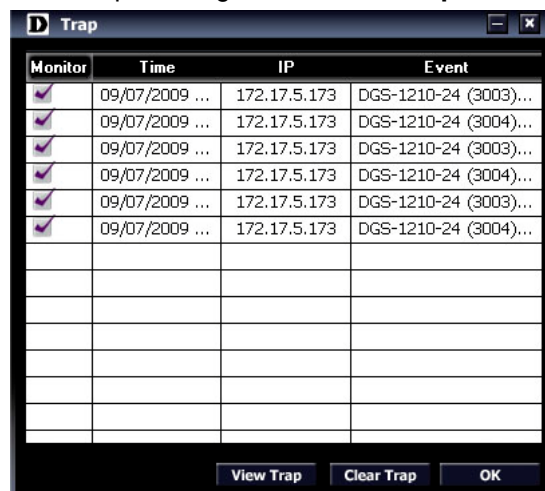 D Trap
Monitor Time IP Event
09/07/2009 ... 172.17.5.173 DGS-1210-24 (3003)...
09/07/2009 ... 172.17.5.173 DGS-1210-24 (3004)...
09/07/2009 ... 172.17.5.173 DGS-1210-24 (3003)...
09/07/2009 ... 172.17.5.173 DGS-1210-24 (3004)...
09/07/2009 ... 172.17.5.173 DGS-1210-24 (3003)...
09/07/2009 ... 172.17.5.173 DGS-1210-24 (3004)...
View Trap Clear Trap OK